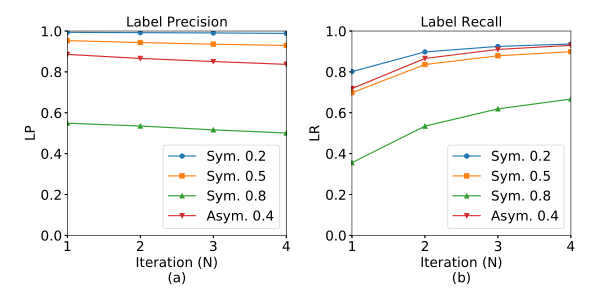 Label Precision
1.0
0.8
0.6
0.4
0.2
0.0
LP
Sym. 0.2
Sym. 0.5
Sym. 0.8
Asym. 0.4
1 2 3 4
Iteration (N)
(a)
Label Recall
1.0
0.8
0.6
0.4
0.2
0.0
LR
Sym. 0.2
Sym. 0.5
Sym. 0.8
Asym. 0.4
1 2 3 4
Iteration (N)
(b)